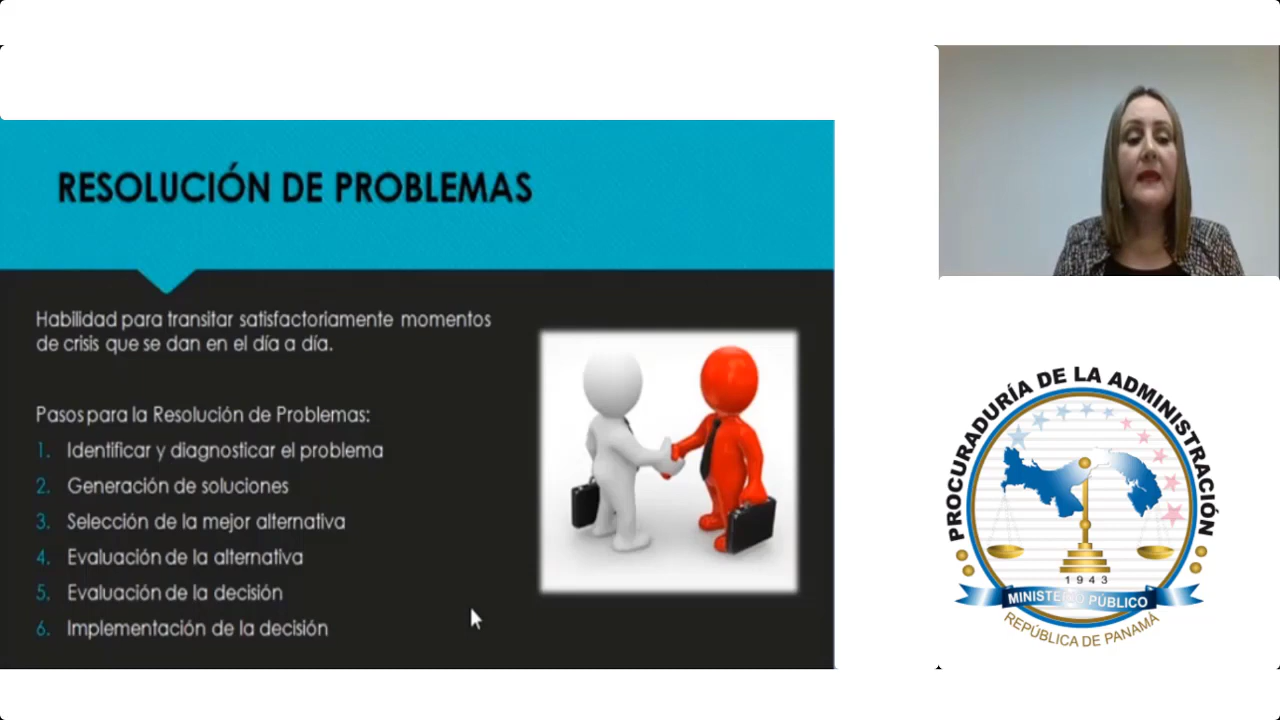 RESOLUCIÓN DE PROBLEMAS
Habilidad para transitar satisfactoriamente momentos
de crisis que se dan en el día a día.
Pasos para la Resolución de Problemas:
1. Identificar y diagnosticar el problema
2. Generación de soluciones
3. Selección de la mejor alternativa
4. Evaluación de la alternativa
5. Evaluación de la decisión
6. Implementación de la decisión
PROCURADURÍA DE LA ADMINISTRACIÓN
1943
MINISTERIO PÚBLICO
REPÚBLICA DE PANAMÁ